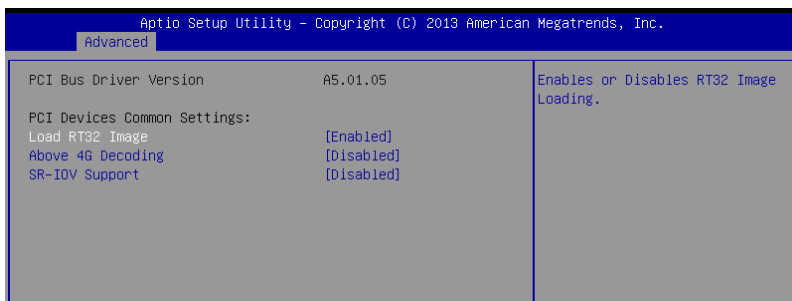 Aptio Setup Utility – Copyright (C) 2013 American Megatrends, Inc.
Advanced
PCI Bus Driver Version A5.01.05
PCI Devices Common Settings:
Load RT32 Image [Enabled]
Above 4G Decoding [Disabled]
SR-IOV Support [Disabled]
Enables or Disables RT32 Image
Loading.